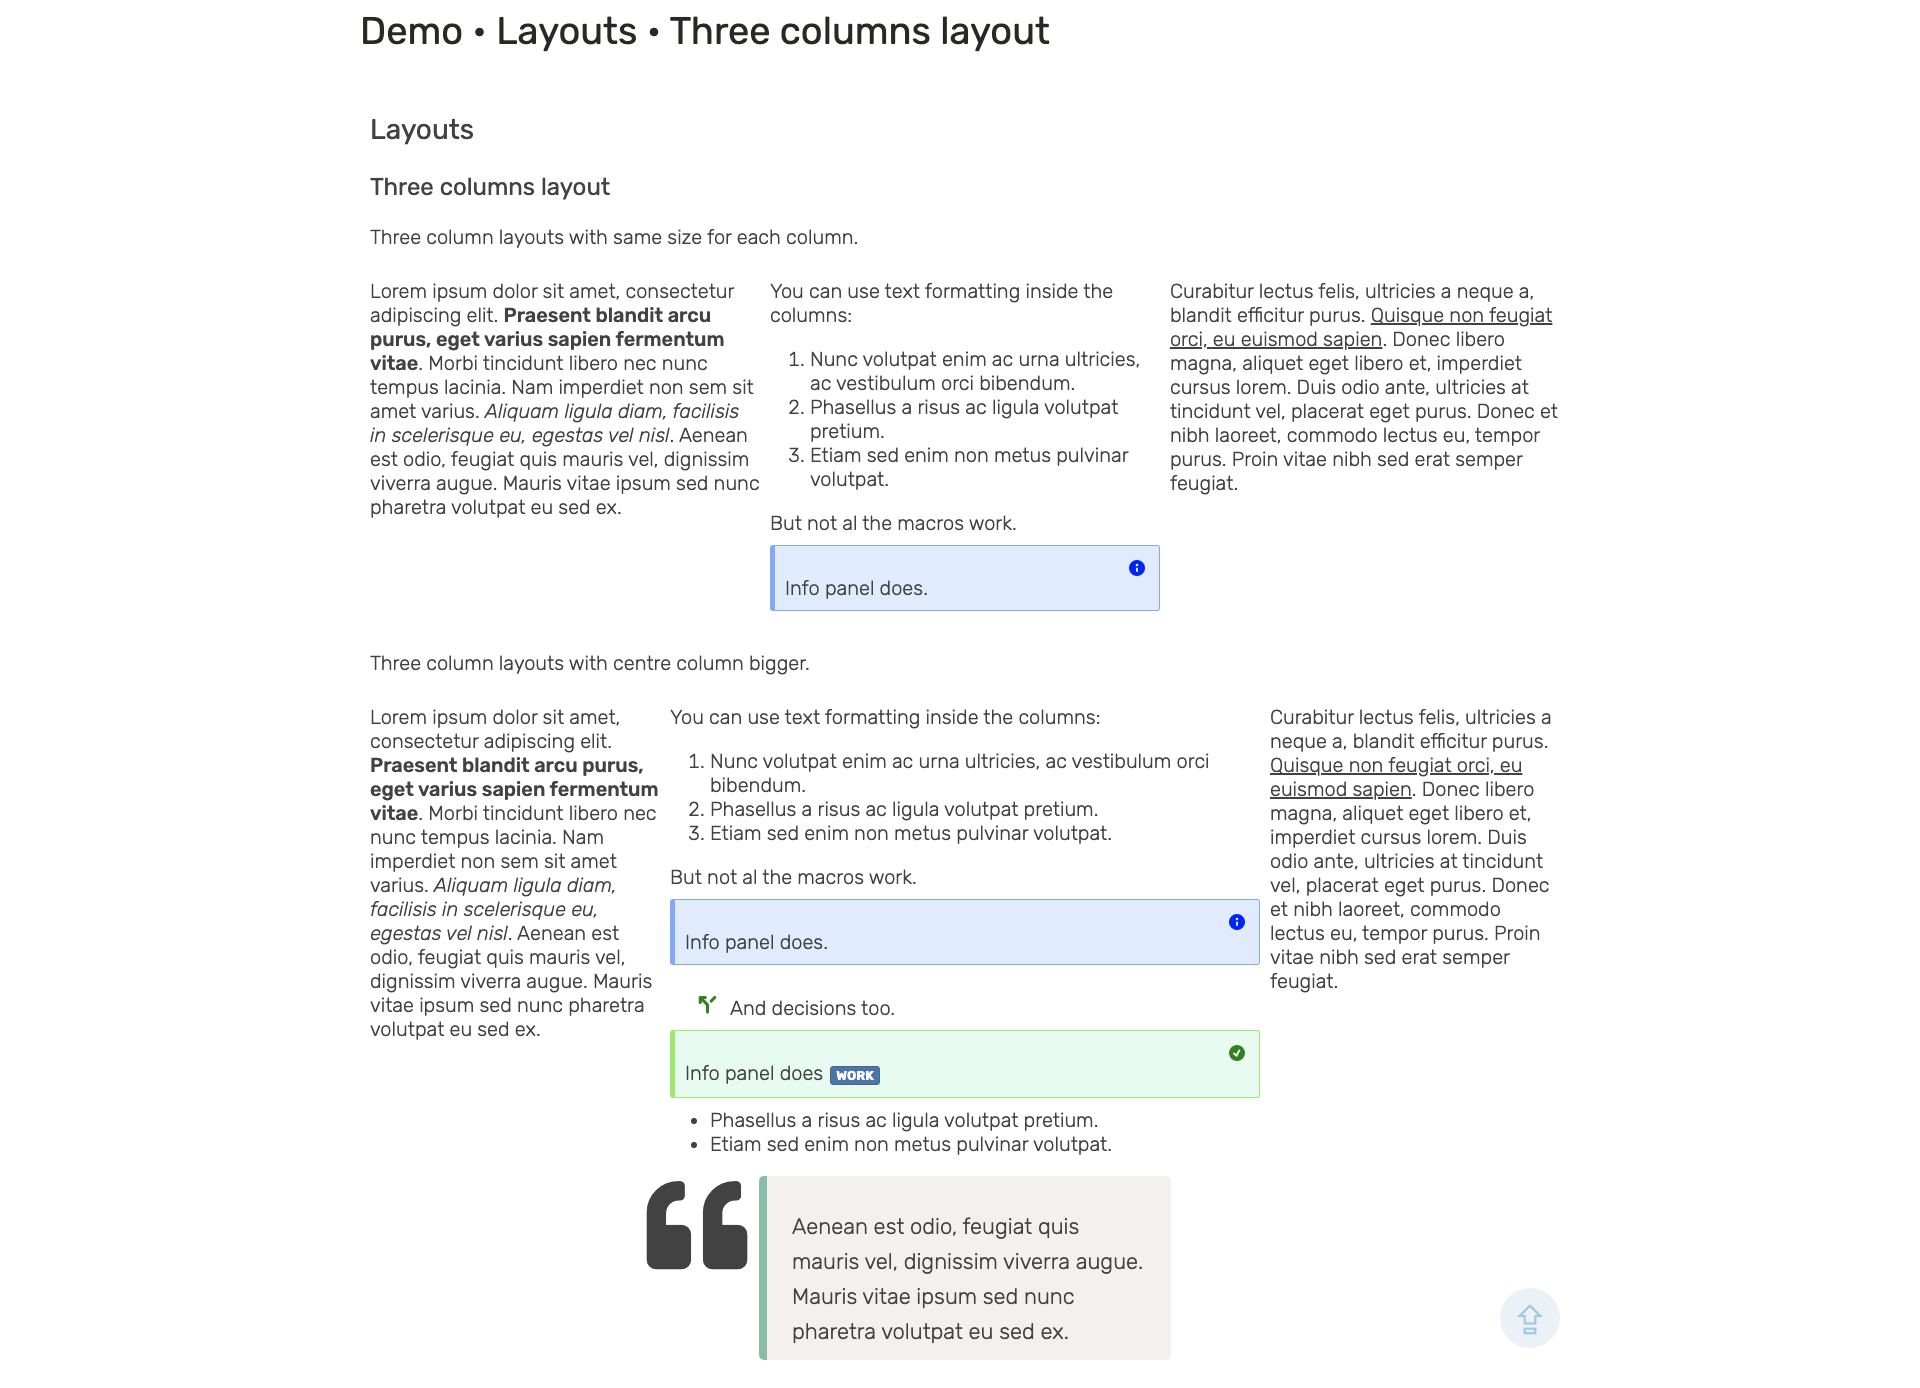 Demo • Layouts • Three columns layout
Layouts
Three columns layout
Three column layouts with same size for each column.
Lorem ipsum dolor sit amet, consectetur
adipiscing elit. Praesent blandit arcu
purus, eget varius sapien fermentum
vitae. Morbi tincidunt libero nec nunc
tempus lacinia. Nam imperdiet non sem sit
amet varius. Aliquam ligula diam, facilisis
in scelerisque eu, egestas vel nisl. Aenean
est odio, feugiat quis mauris vel, dignissim
viverra augue. Mauris vitae ipsum sed nunc
pharetra volutpat eu sed ex.
You can use text formatting inside the
columns:
1. Nunc volutpat enim ac urna ultricies,
ac vestibulum orci bibendum.
2. Phasellus a risus ac ligula volutpat
pretium.
3. Etiam sed enim non metus pulvinar
volutpat.
But not al the macros work.
Info panel does.
Curabitur lectus felis, ultricies a neque a,
blandit efficitur purus. Quisque non feugiat
orci, eu euismod sapien. Donec libero
magna, aliquet eget libero et, imperdiet
cursus lorem. Duis odio ante, ultricies at
tincidunt vel, placerat eget purus. Donec et
nibh laoreet, commodo lectus eu, tempor
purus. Proin vitae nibh sed erat semper
feugiat.
Three column layouts with centre column bigger.
Lorem ipsum dolor sit amet,
consectetur adipiscing elit.
Praesent blandit arcu purus,
eget varius sapien fermentum
vitae. Morbi tincidunt libero nec
nunc tempus lacinia. Nam
imperdiet non sem sit amet
varius. Aliquam ligula diam,
facilisis in scelerisque eu,
egestas vel nisl. Aenean est
odio, feugiat quis mauris vel,
dignissim viverra augue. Mauris
vitae ipsum sed nunc pharetra
volutpat eu sed ex.
You can use text formatting inside the columns:
1. Nunc volutpat enim ac urna ultricies, ac vestibulum orci
bibendum.
2. Phasellus a risus ac ligula volutpat pretium.
3. Etiam sed enim non metus pulvinar volutpat.
But not al the macros work.
Info panel does.
And decisions too.
Info panel does WORK
• Phasellus a risus ac ligula volutpat pretium.
• Etiam sed enim non metus pulvinar volutpat.
Aenean est odio, feugiat quis
mauris vel, dignissim viverra augue.
Mauris vitae ipsum sed nunc
pharetra volutpat eu sed ex.
Curabitur lectus felis, ultricies a
neque a, blandit efficitur purus.
Quisque non feugiat orci, eu
euismod sapien. Donec libero
magna, aliquet eget libero et,
imperdiet cursus lorem. Duis
odio ante, ultricies at tincidunt
vel, placerat eget purus. Donec
et nibh laoreet, commodo
lectus eu, tempor purus. Proin
vitae nibh sed erat semper
feugiat.